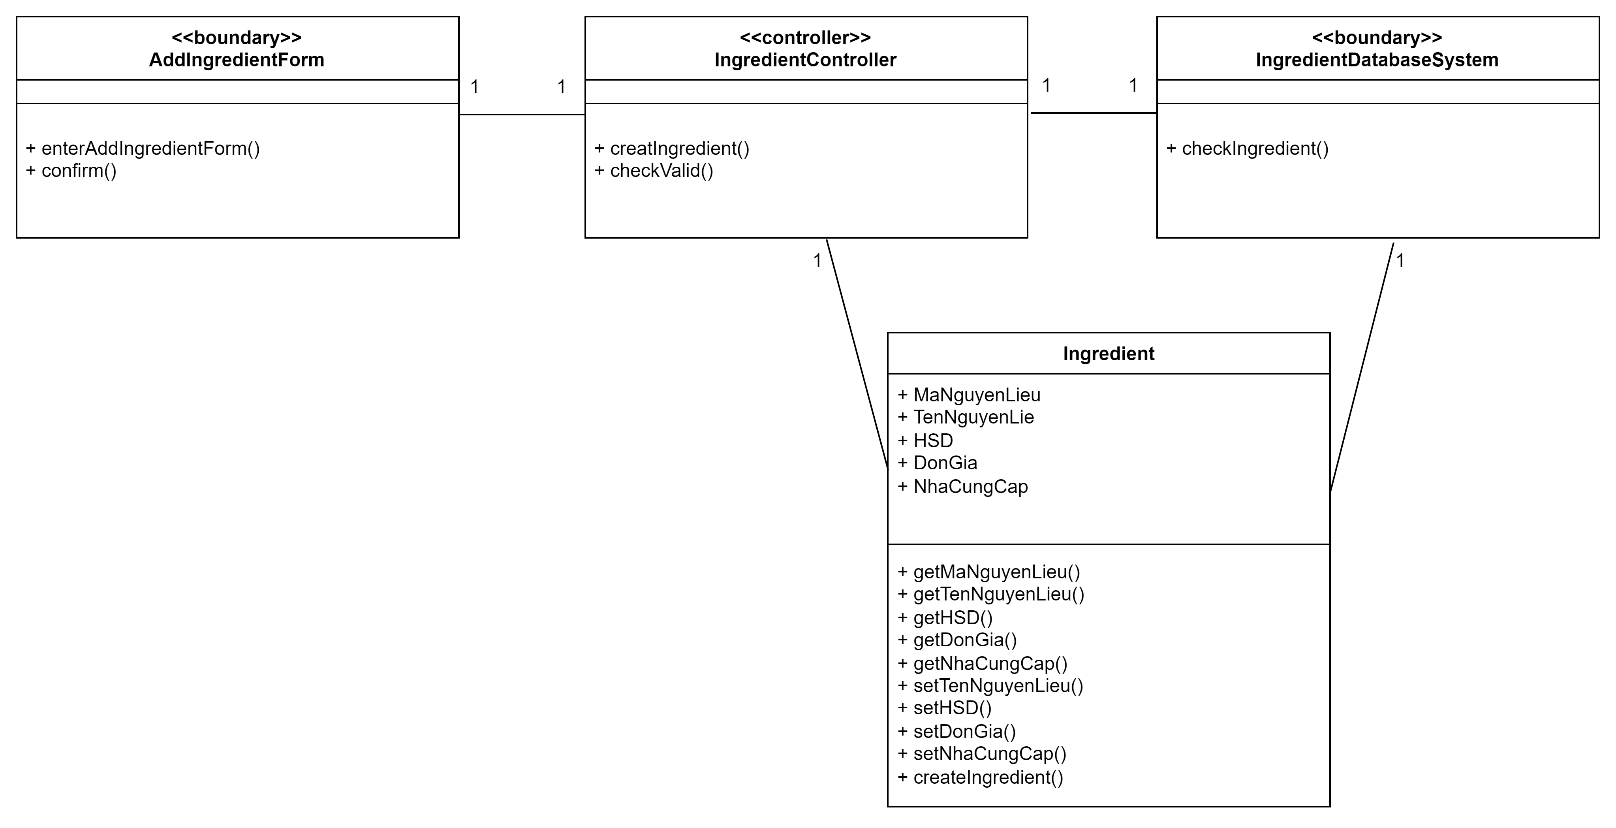 <<boundary>>
AddIngredientForm
+ enterAddIngredientForm()
+ confirm()
1
1
<<controller>>
IngredientController
+ creatIngredient()
+ checkValid()
1
1
<<boundary>>
IngredientDatabaseSystem
+ checkIngredient()
1
1
Ingredient
+ MaNguyenLieu
+ TenNguyenLie
+ HSD
+ DonGia
+ NhaCungCap
+ getMaNguyenLieu()
+ getTenNguyenLieu()
+ getHSD()
+ getDonGia()
+ getNhaCungCap()
+ setTenNguyenLieu()
+ setHSD()
+ setDonGia()
+ setNhaCungCap()
+ createIngredient()